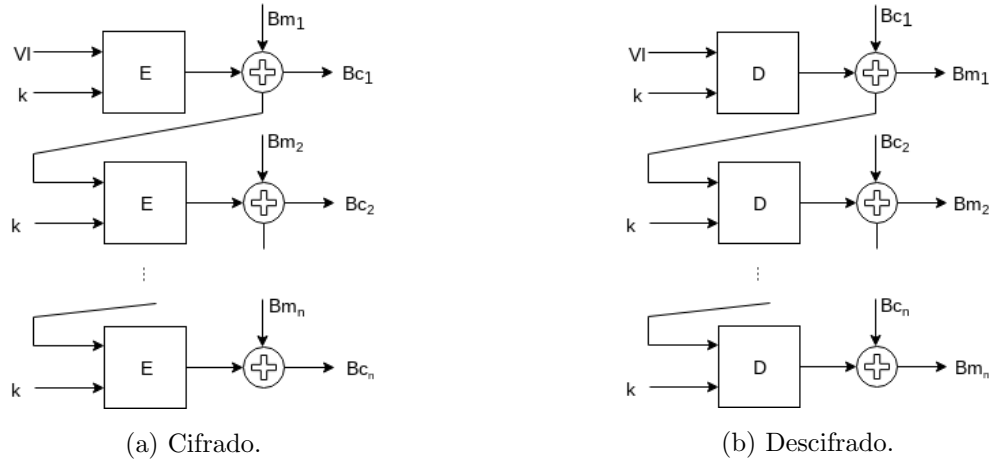 Bm1
VI
E
Bc1
k
Bm2
E
Bc2
k
...
Bmn
E
Bcn
k
(a) Cifrado.
Bc1
VI
D
Bm1
k
Bc2
D
Bm2
k
...
Bcn
D
Bmn
k
(b) Descifrado.